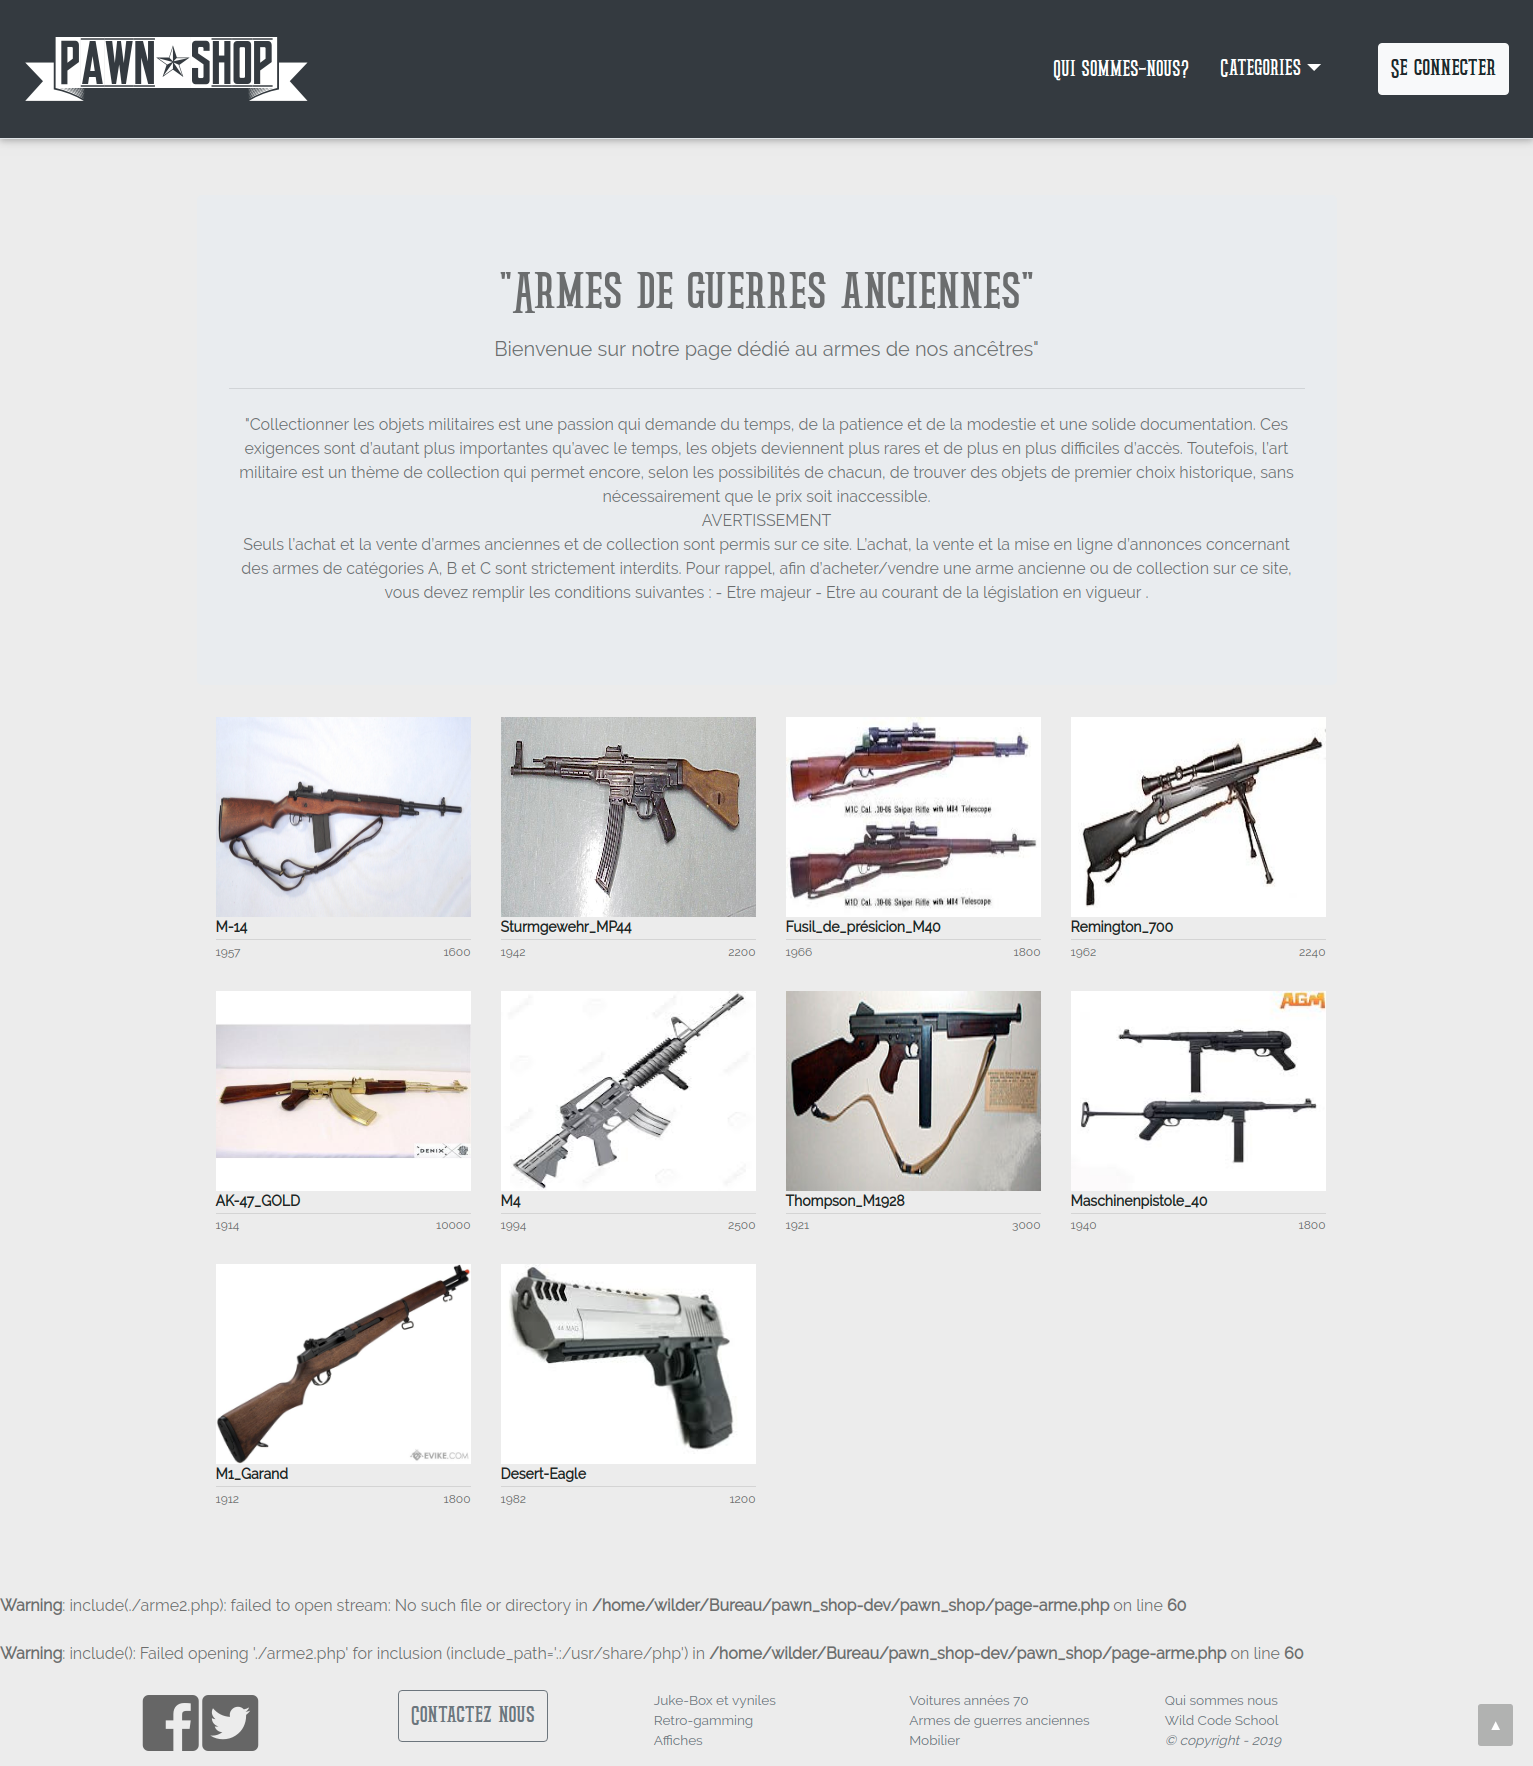 PAWN★SHOP
QUI SOMMES-NOUS?
CATEGORIES
SE CONNECTER
"ARMES DE GUERRES ANCIENNES"
Bienvenue sur notre page dédié au armes de nos ancêtres"
"Collectionner les objets militaires est une passion qui demande du temps, de la patience et de la modestie et une solide documentation. Ces
exigences sont d'autant plus importantes qu'avec le temps, les objets deviennent plus rares et de plus en plus difficiles d'accès. Toutefois, l'art
militaire est un thème de collection qui permet encore, selon les possibilités de chacun, de trouver des objets de premier choix historique, sans
nécessairement que le prix soit inaccessible.
AVERTISSEMENT
Seuls l'achat et la vente d'armes anciennes et de collection sont permis sur ce site. L'achat, la vente et la mise en ligne d'annonces concernant
des armes de catégories A, B et C sont strictement interdits. Pour rappel, afin d'acheter/vendre une arme ancienne ou de collection sur ce site,
vous devez remplir les conditions suivantes : - Etre majeur - Etre au courant de la législation en vigueur .
M1C Cal. .30-06 Sniper Rifle with M84 Telescope
M1D Cal. .30-06 Sniper Rifle with M84 Telescope
M-14
1957 1600
Sturmgewehr_MP44
1942 2200
Fusil_de_présicion_M40
1966 1800
Remington_700
1962 2240
DENIX
AGM
AK-47_GOLD
1914 10000
M4
1994 2500
Thompson_M1928
1921 3000
Maschinenpistole_40
1940 1800
EVIKE.COM
.44 MAG
M1_Garand
1912 1800
Desert-Eagle
1982 1200
Warning: include(./arme2.php): failed to open stream: No such file or directory in /home/wilder/Bureau/pawn_shop-dev/pawn_shop/page-arme.php on line 60
Warning: include(): Failed opening './arme2.php' for inclusion (include_path='.:/usr/share/php') in /home/wilder/Bureau/pawn_shop-dev/pawn_shop/page-arme.php on line 60
CONTACTEZ NOUS
Juke-Box et vyniles
Retro-gamming
Affiches
Voitures années 70
Armes de guerres anciennes
Mobilier
Qui sommes nous
Wild Code School
© copyright - 2019
▲